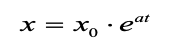 x = x₀ · eᵃᵗ